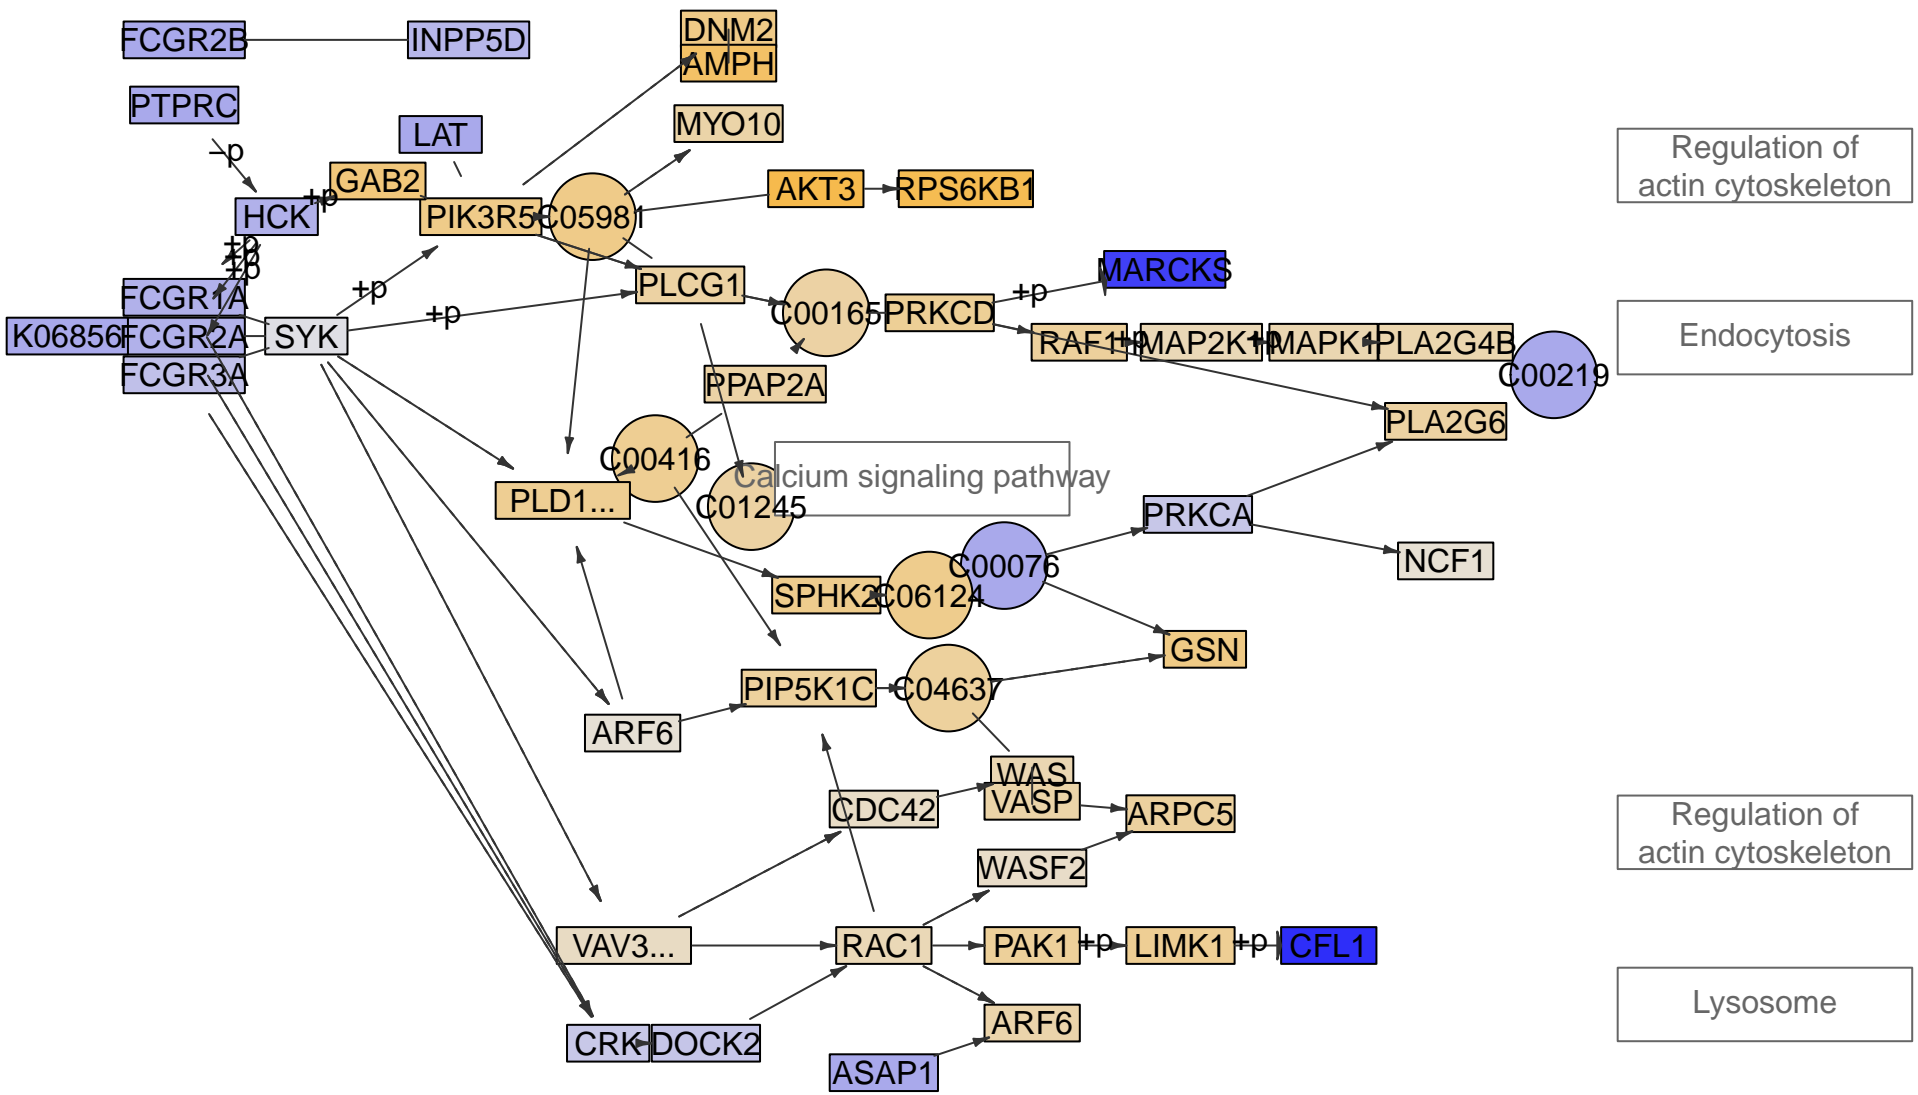 FCGR2B
INPP5D
DNM2
AMPH
PTPRC
LAT
MYO10
Regulation of
actin cytoskeleton
–p
GAB2
+p
HCK
PIK3R5
C05981
AKT3
RPS6KB1
+p
+p
+p
FCGR1A
+p
PLCG1
MARCKS
+p
C00165
PRKCD
+p
K06856
FCGR2A
SYK
RAF1
+p
MAP2K1
+p
MAPK1
PLA2G4B
Endocytosis
FCGR3A
PPAP2A
C00219
PLA2G6
C00416
Calcium signaling pathway
PLD1...
C01245
PRKCA
NCF1
C00076
SPHK2
C06124
GSN
PIP5K1C
C04637
ARF6
WAS
CDC42
VASP
ARPC5
Regulation of
actin cytoskeleton
WASF2
VAV3...
RAC1
PAK1
+p
LIMK1
+p
CFL1
Lysosome
ARF6
CRK
DOCK2
ASAP1